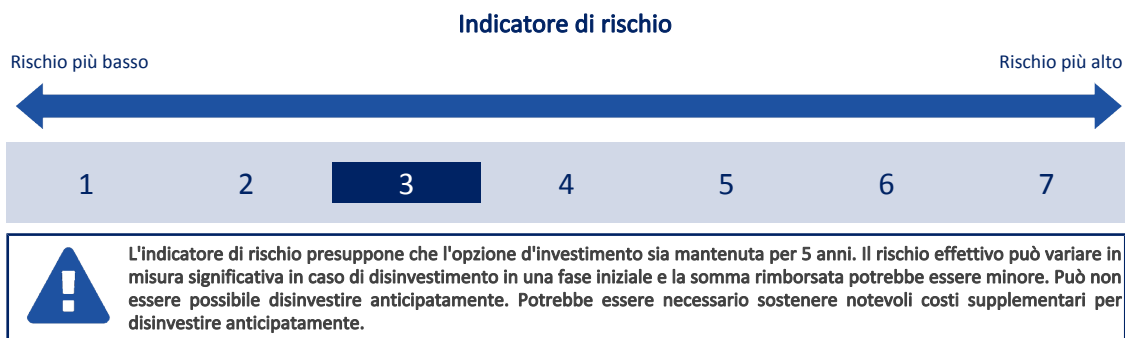 Indicatore di rischio
Rischio più basso
Rischio più alto
1 2 3 4 5 6 7
L'indicatore di rischio presuppone che l'opzione d'investimento sia mantenuta per 5 anni. Il rischio effettivo può variare in
misura significativa in caso di disinvestimento in una fase iniziale e la somma rimborsata potrebbe essere minore. Può non
essere possibile disinvestire anticipatamente. Potrebbe essere necessario sostenere notevoli costi supplementari per
disinvestire anticipatamente.